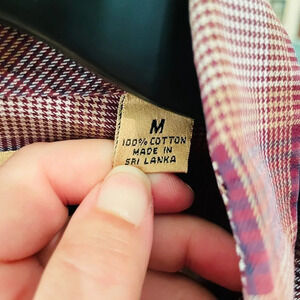 M
100% COTTON
MADE IN
SRI LANKA